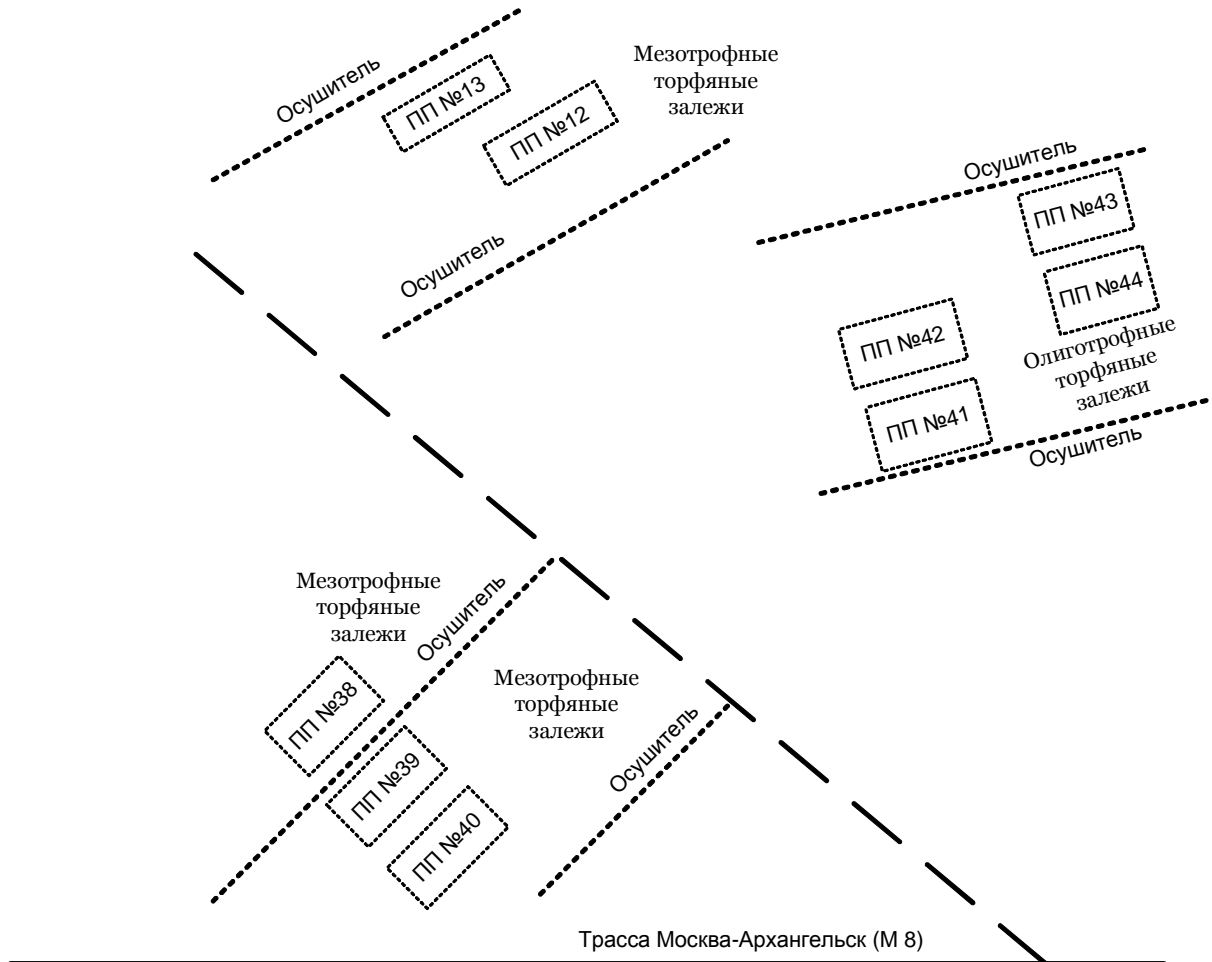 Осушитель
ПП №13
ПП №12
Мезотрофные
торфяные
залежи
Осушитель
Осушитель
ПП №43
ПП №44
ПП №42
ПП №41
Олиготрофные
торфяные
залежи
Осушитель
Мезотрофные
торфяные
залежи
Осушитель
Мезотрофные
торфяные
залежи
Осушитель
ПП №38
ПП №39
ПП №40
Трасса Москва-Архангельск (М 8)